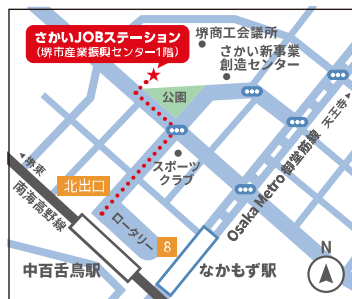 さかいJOBステーション
（堺市産業振興センター1階）
堺商工会議所
さかい新事業
創造センター
公園
天王寺
スポーツ
クラブ
Osaka Metro 御堂筋線
堺東
南海高野線
北出口
ロータリー
8
中百舌鳥駅
なかもず駅
N